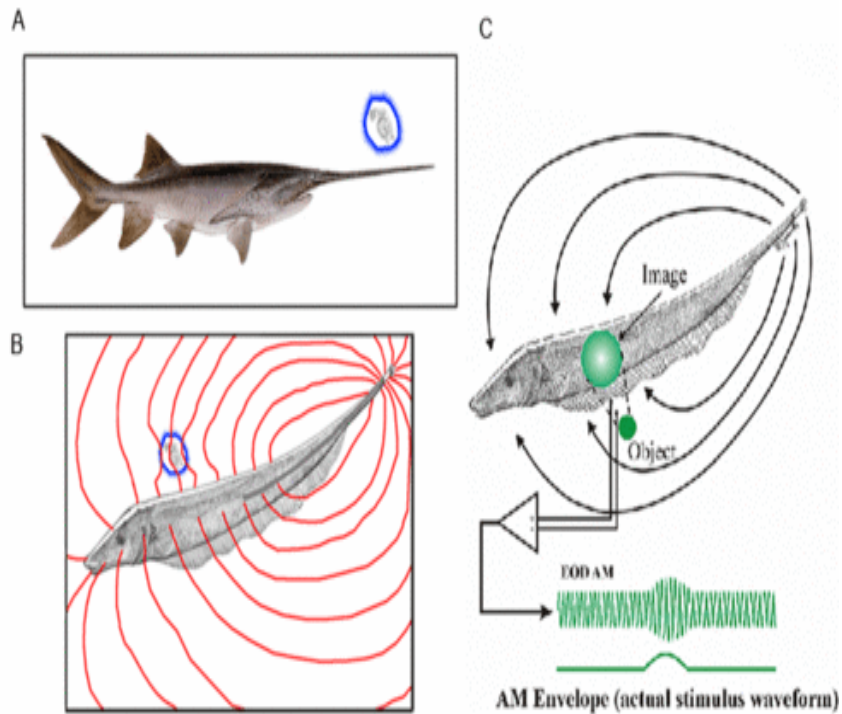 A
B
C
Image
Object
EOD AM
AM Envelope (actual stimulus waveform)